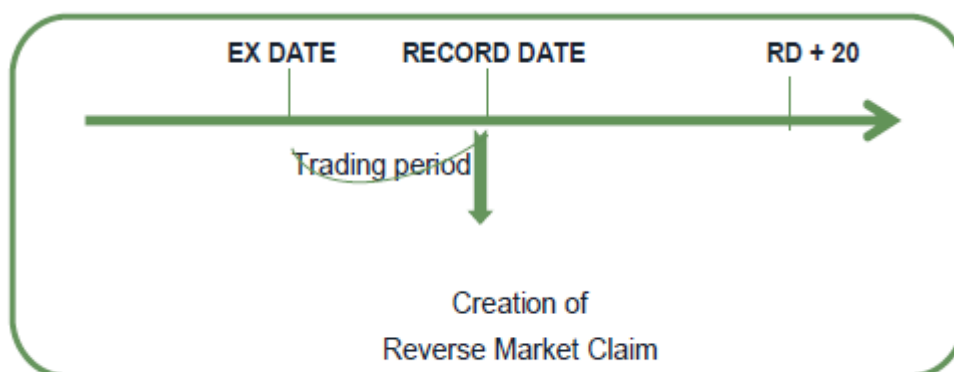 EX DATE RECORD DATE RD + 20
Trading period
Creation of
Reverse Market Claim